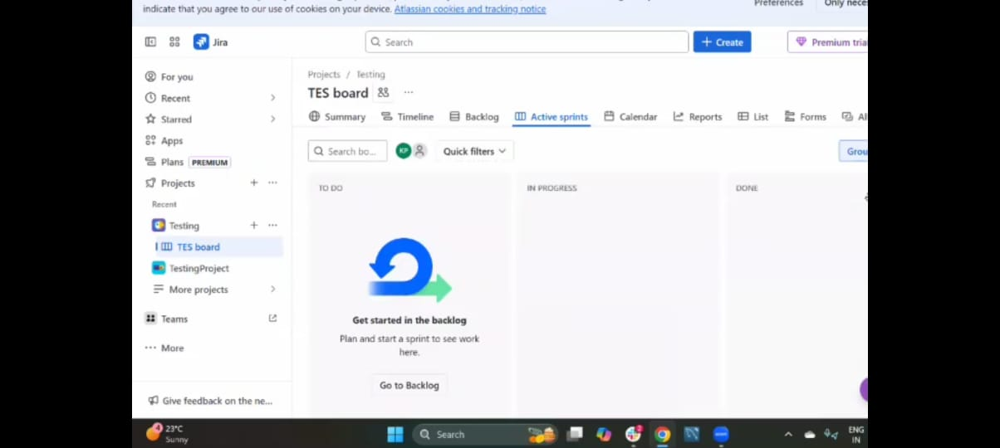 indicate that you agree to our use of cookies on your device. Atlassian cookies and tracking notice
Preferences
Only nece
Jira
Search
+ Create
Premium tria
For you
Recent
Starred
Apps
Plans PREMIUM
Projects
Recent
Testing
TES board
TestingProject
More projects
Teams
More
Give feedback on the ne...
Projects / Testing
TES board
Summary
Timeline
Backlog
Active sprints
Calendar
Reports
List
Forms
Al
Search bo...
KP
Quick filters
Grou
TO DO
IN PROGRESS
DONE
Get started in the backlog
Plan and start a sprint to see work
here.
Go to Backlog
4
23°C
Sunny
Search
ENG
IN